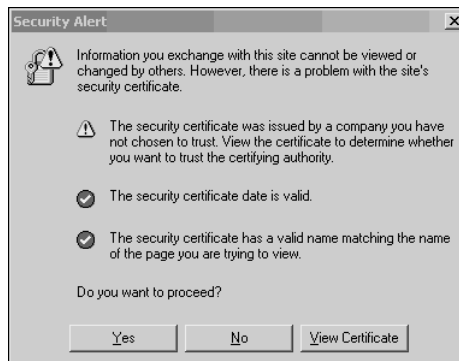 Security Alert
Information you exchange with this site cannot be viewed or
changed by others. However, there is a problem with the site's
security certificate.
The security certificate was issued by a company you have
not chosen to trust. View the certificate to determine whether
you want to trust the certifying authority.
The security certificate date is valid.
The security certificate has a valid name matching the name
of the page you are trying to view.
Do you want to proceed?
Yes No View Certificate